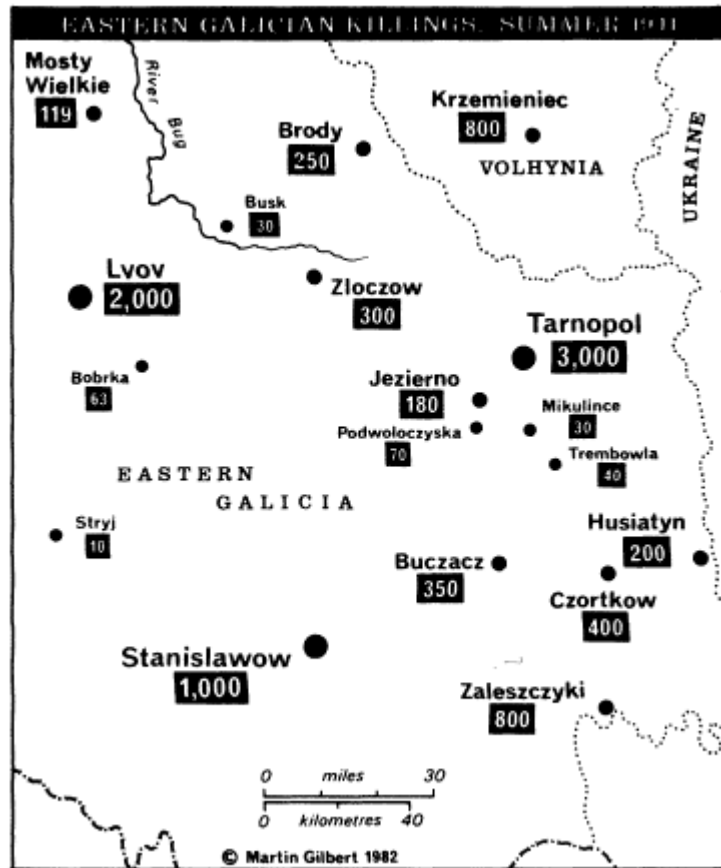 EASTERN GALICIAN KILLINGS, SUMMER 1941
Mosty
Wielkie
119
River
Bug
Brody
250
Krzemieniec
800
VOLHYNIA
UKRAINE
Busk
30
Lvov
2,000
Zloczow
300
Tarnopol
3,000
Bobrka
63
Jezierno
180
Mikulince
30
Podwoloczyska
70
Trembowla
40
EASTERN
GALICIA
Stryj
10
Husiatyn
200
Buczacz
350
Czortkow
400
Stanislawow
1,000
Zaleszczyki
800
0 miles 30
0 kilometres 40
© Martin Gilbert 1982